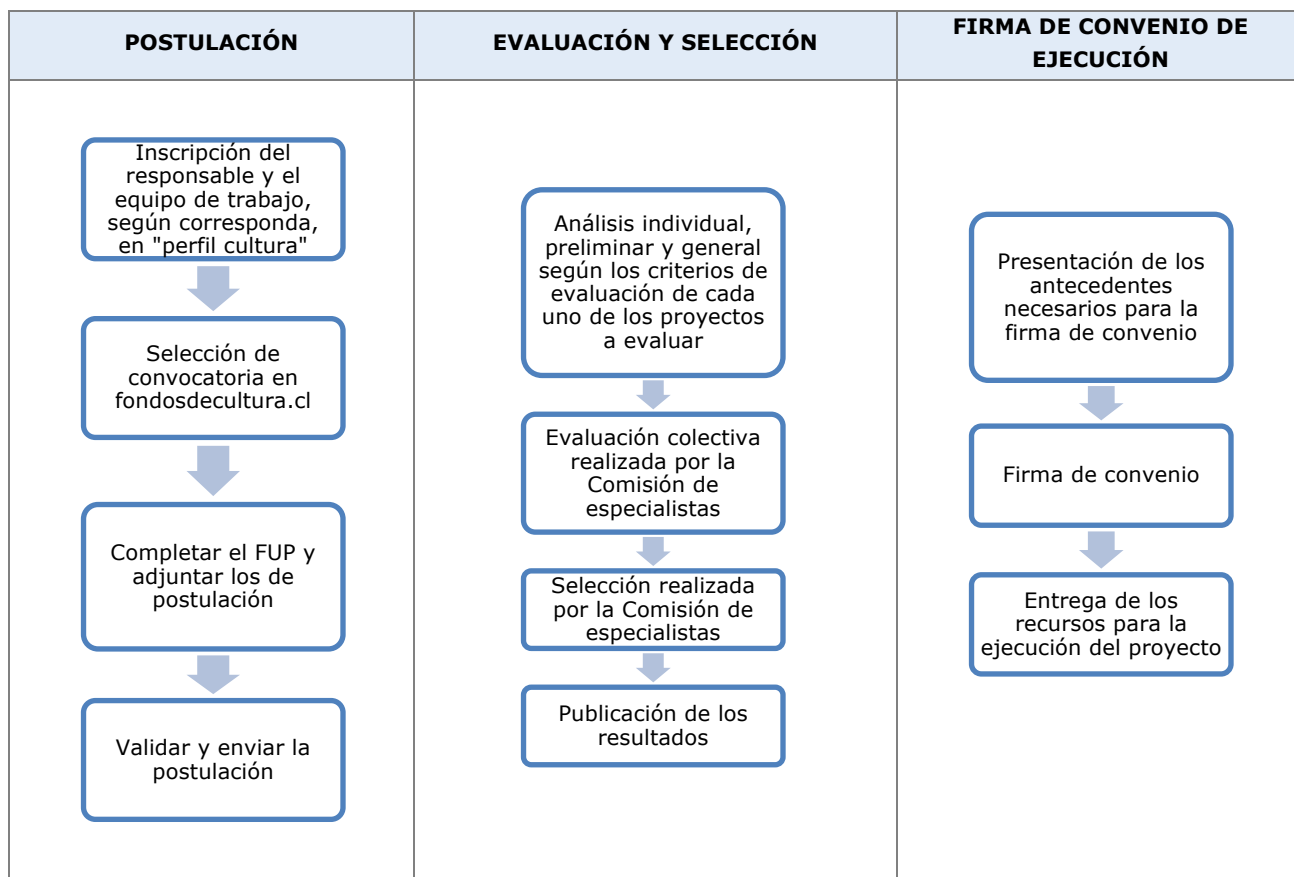 POSTULACIÓN
Inscripción del
responsable y el
equipo de trabajo,
según corresponda,
en "perfil cultura"
Selección de
convocatoria en
fondosdecultura.cl
Completar el FUP y
adjuntar los de
postulación
Validar y enviar la
postulación
EVALUACIÓN Y SELECCIÓN
Análisis individual,
preliminar y general
según los criterios de
evaluación de cada
uno de los proyectos
a evaluar
Evaluación colectiva
realizada por la
Comisión de
especialistas
Selección realizada
por la Comisión de
especialistas
Publicación de los
resultados
FIRMA DE CONVENIO DE
EJECUCIÓN
Presentación de los
antecedentes
necesarios para la
firma de convenio
Firma de convenio
Entrega de los
recursos para la
ejecución del proyecto